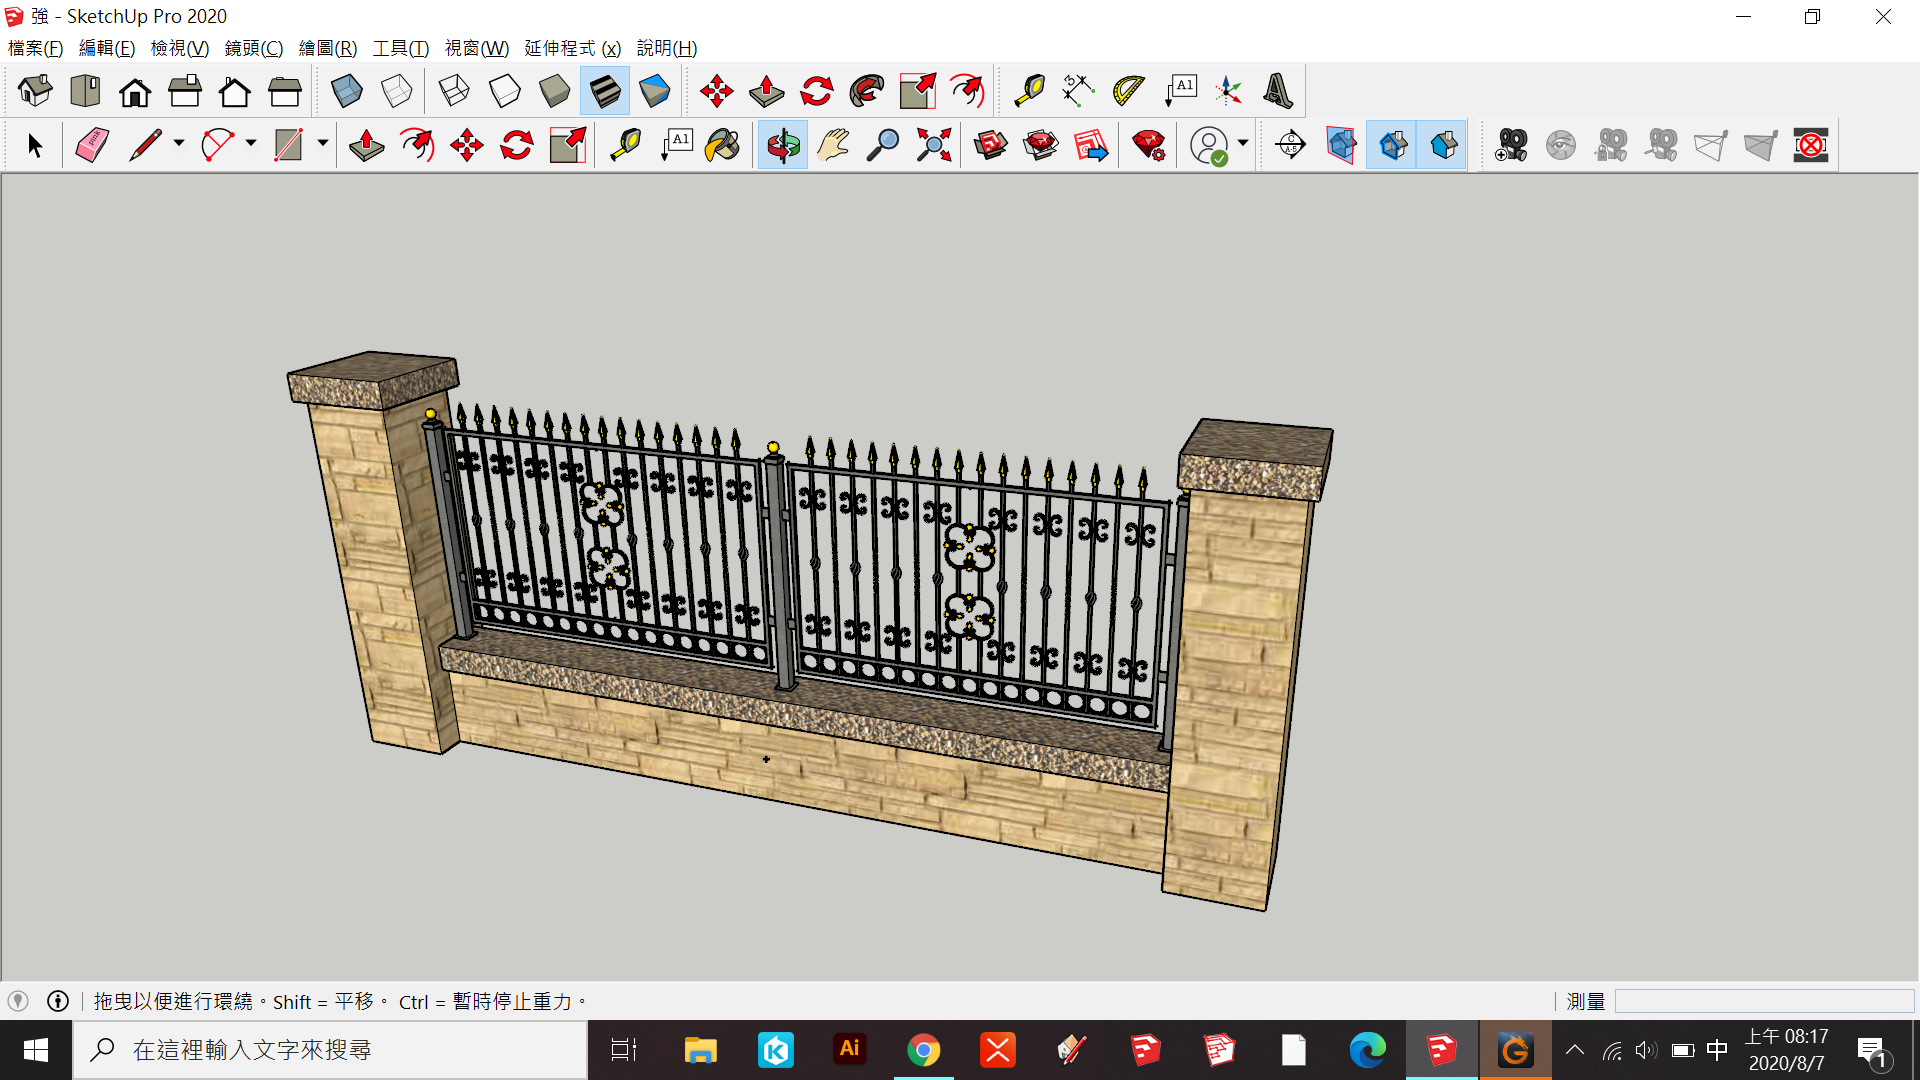 強 - SketchUp Pro 2020
檔案(F) 編輯(E) 檢視(V) 鏡頭(C) 繪圖(R) 工具(T) 視窗(W) 延伸程式 (x) 說明(H)
A1
A1
拖曳以便進行環繞。Shift = 平移。 Ctrl = 暫時停止重力。
測量
在這裡輸入文字來搜尋
Ai
中
上午 08:17
2020/8/7
1